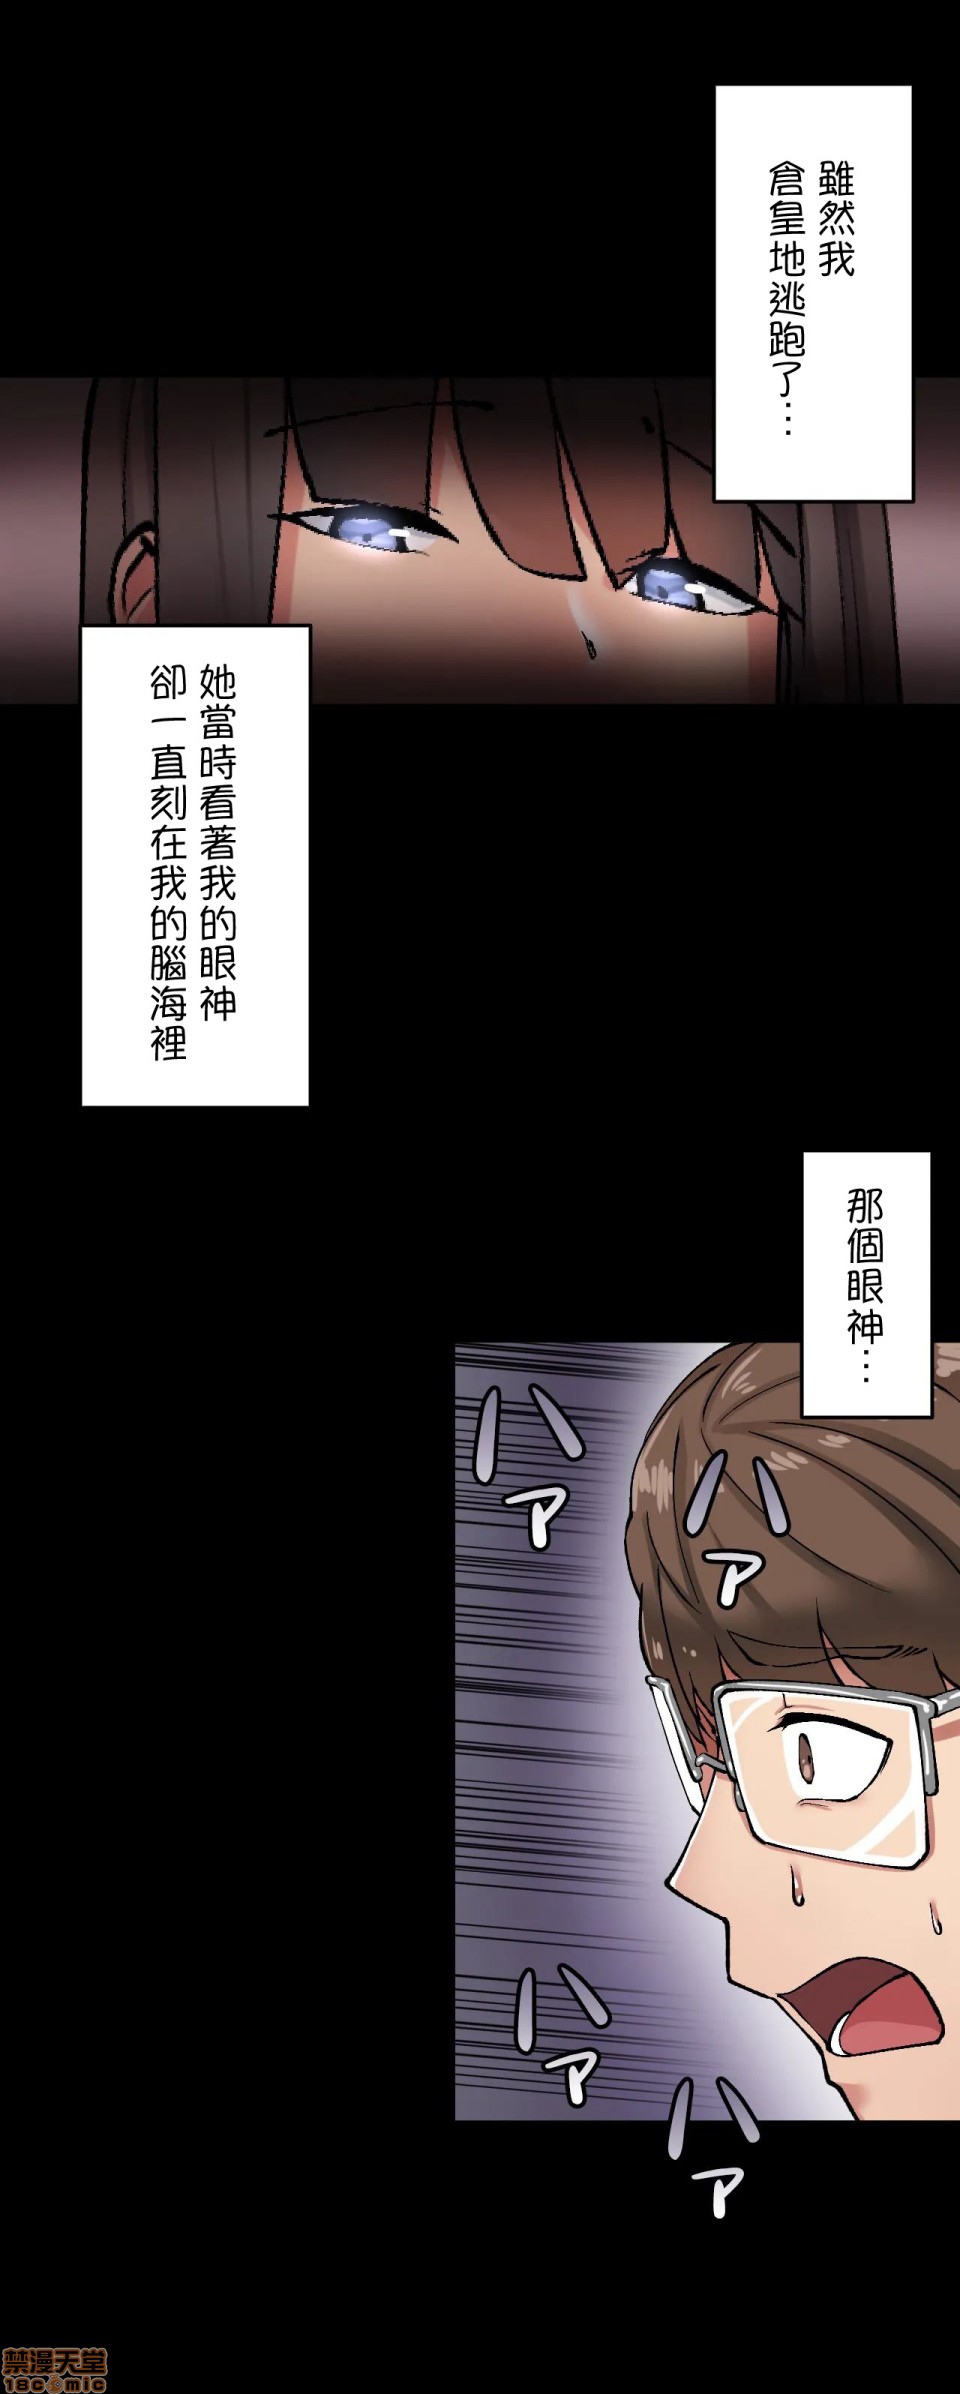 雖然我
倉皇地逃跑了…
她當時看著我的眼神
卻一直刻在我的腦海裡
那個眼神…
ハァ
ハァ
ハァ
ハァ
禁漫天堂
18comic